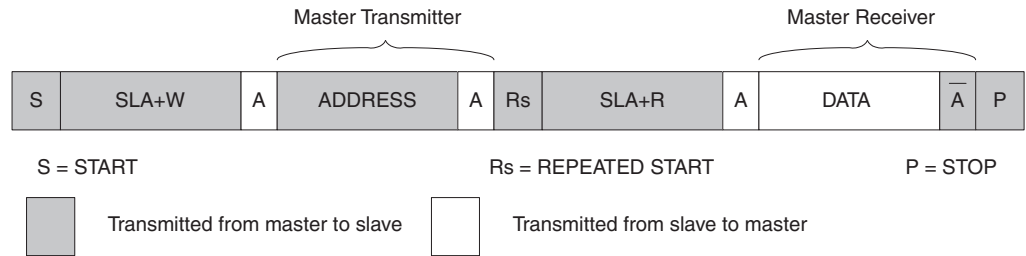 Master Transmitter Master Receiver
S SLA+W A ADDRESS A Rs SLA+R A DATA A̅ P
S = START Rs = REPEATED START P = STOP
Transmitted from master to slave Transmitted from slave to master